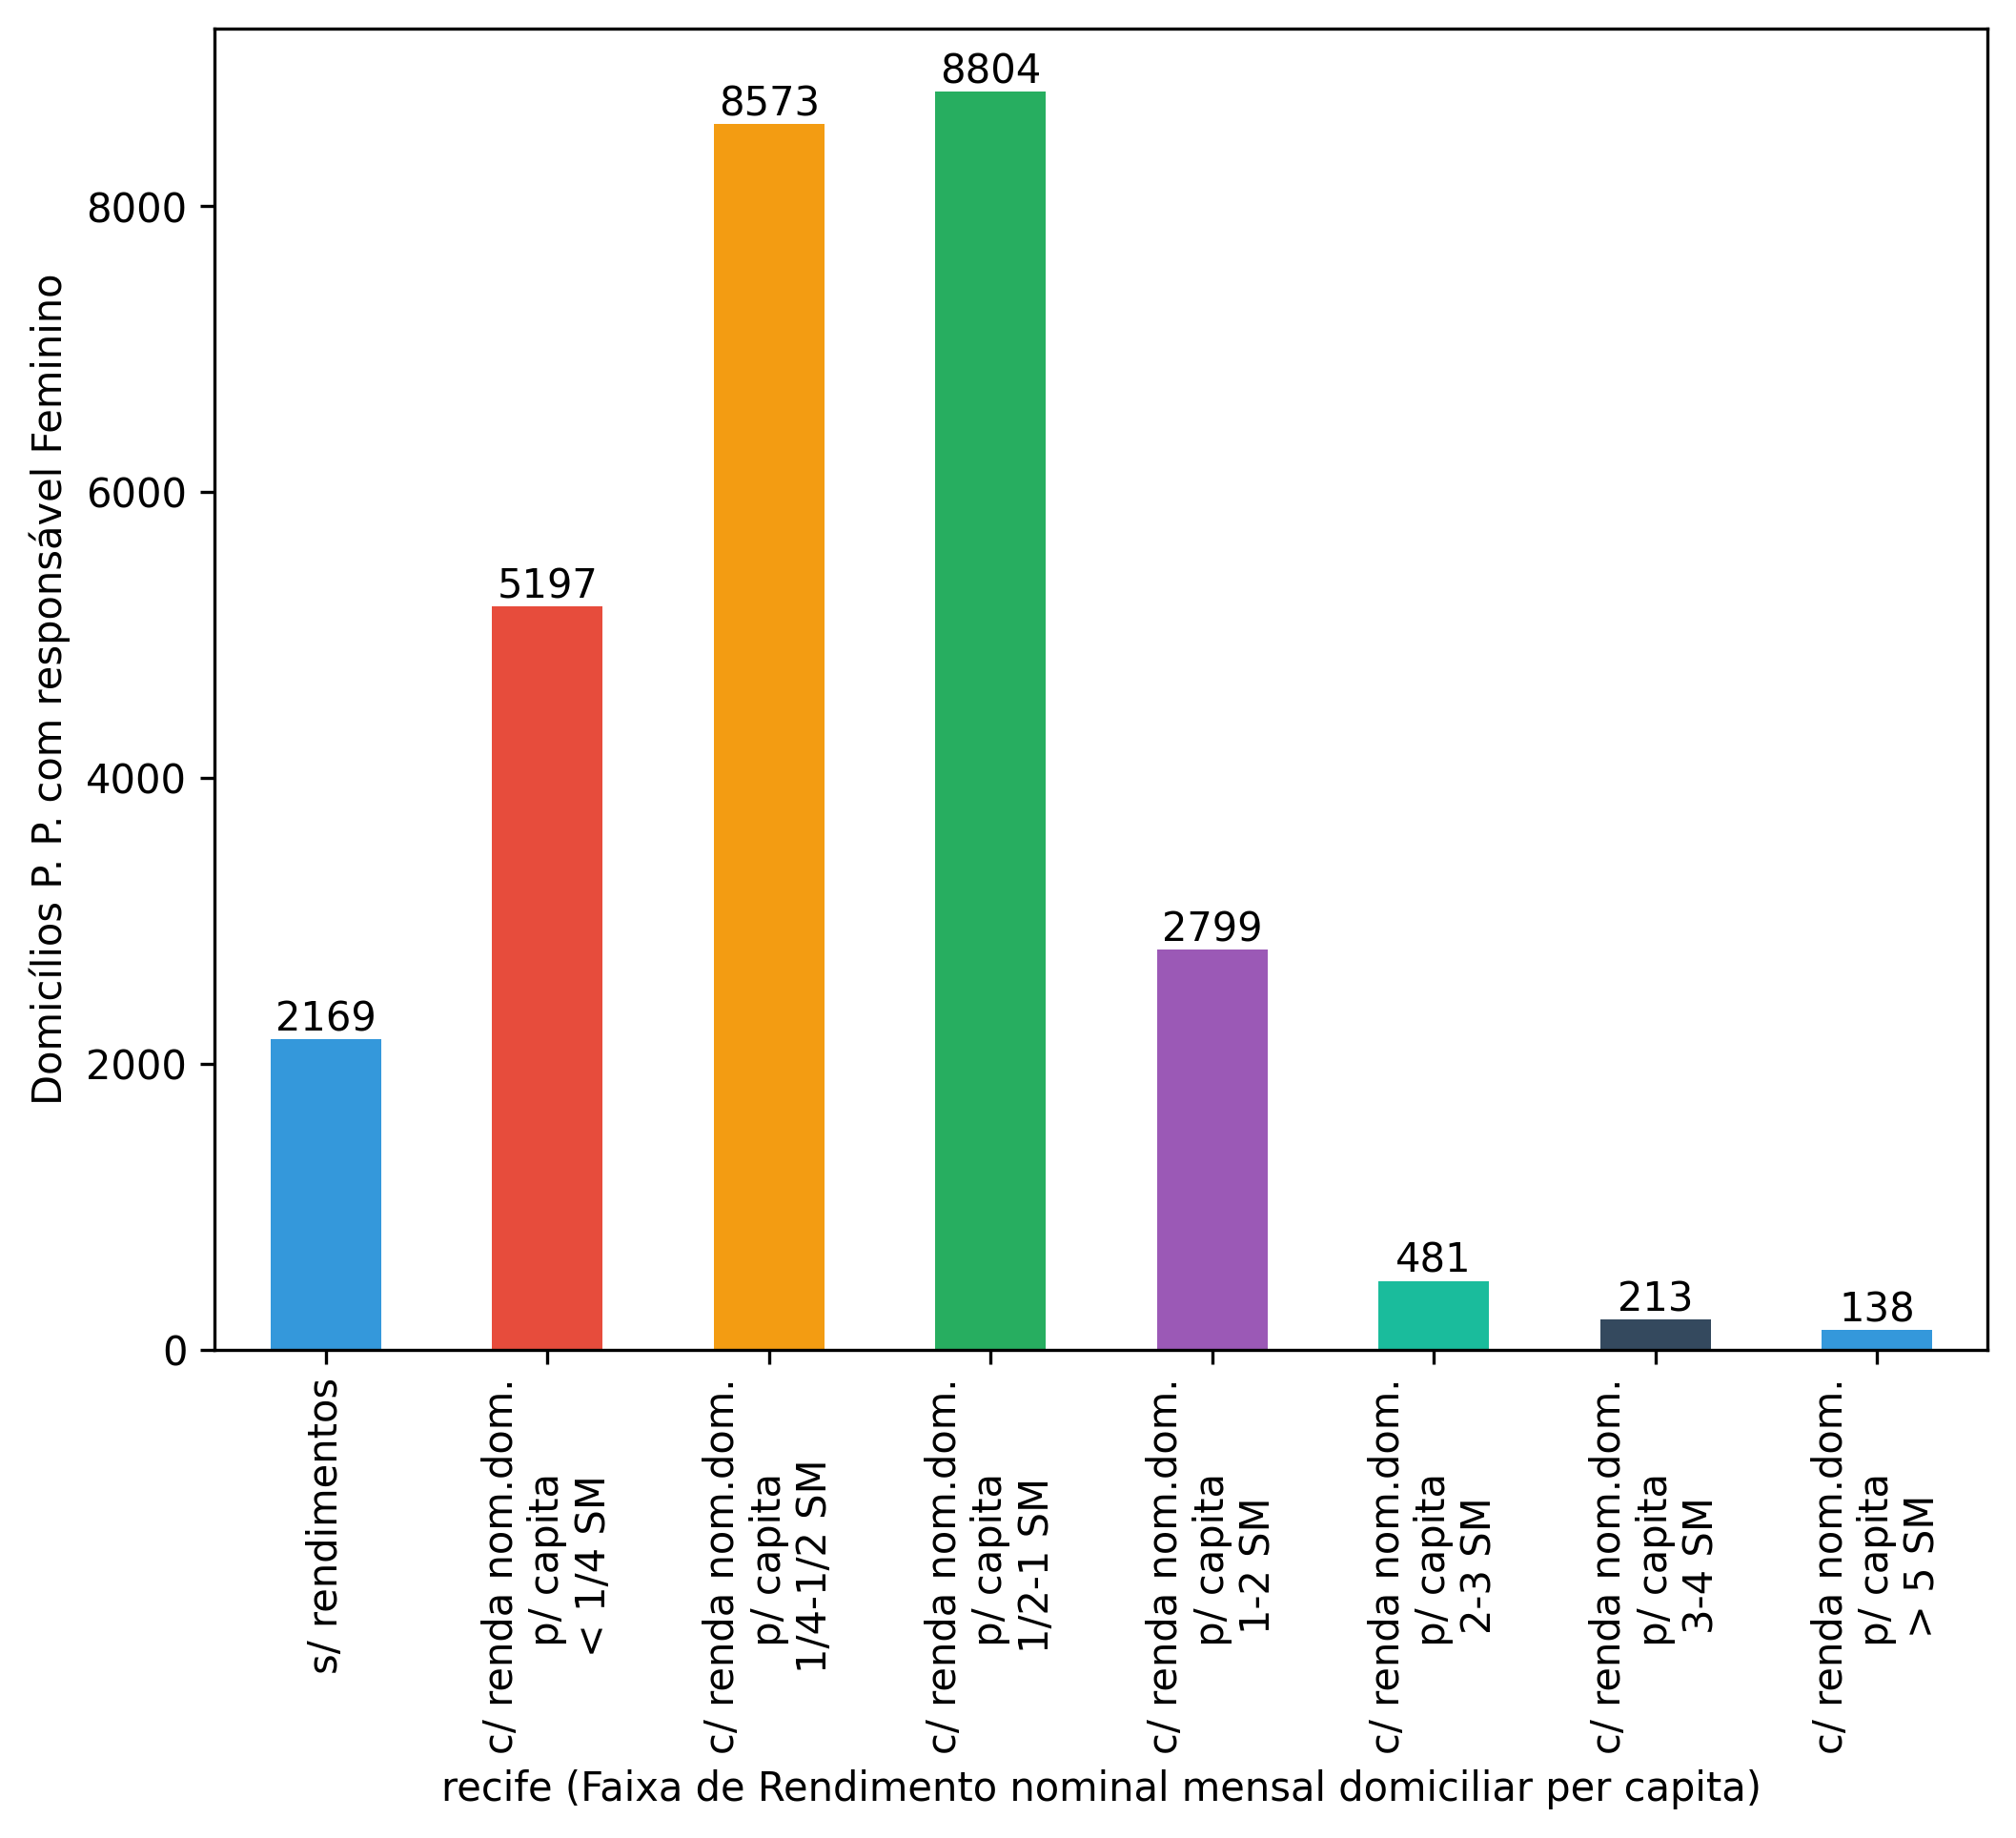 8804
8573
8000
Domicílios P. P. com responsável Feminino
6000
5197
4000
2799
2169
2000
481
213
138
0
s/ rendimentos
c/ renda nom.dom.
p/ capita
< 1/4 SM
c/ renda nom.dom.
p/ capita
1/4-1/2 SM
c/ renda nom.dom.
p/ capita
1/2-1 SM
c/ renda nom.dom.
p/ capita
1-2 SM
c/ renda nom.dom.
p/ capita
2-3 SM
c/ renda nom.dom.
p/ capita
3-4 SM
c/ renda nom.dom.
p/ capita
> 5 SM
recife (Faixa de Rendimento nominal mensal domiciliar per capita)